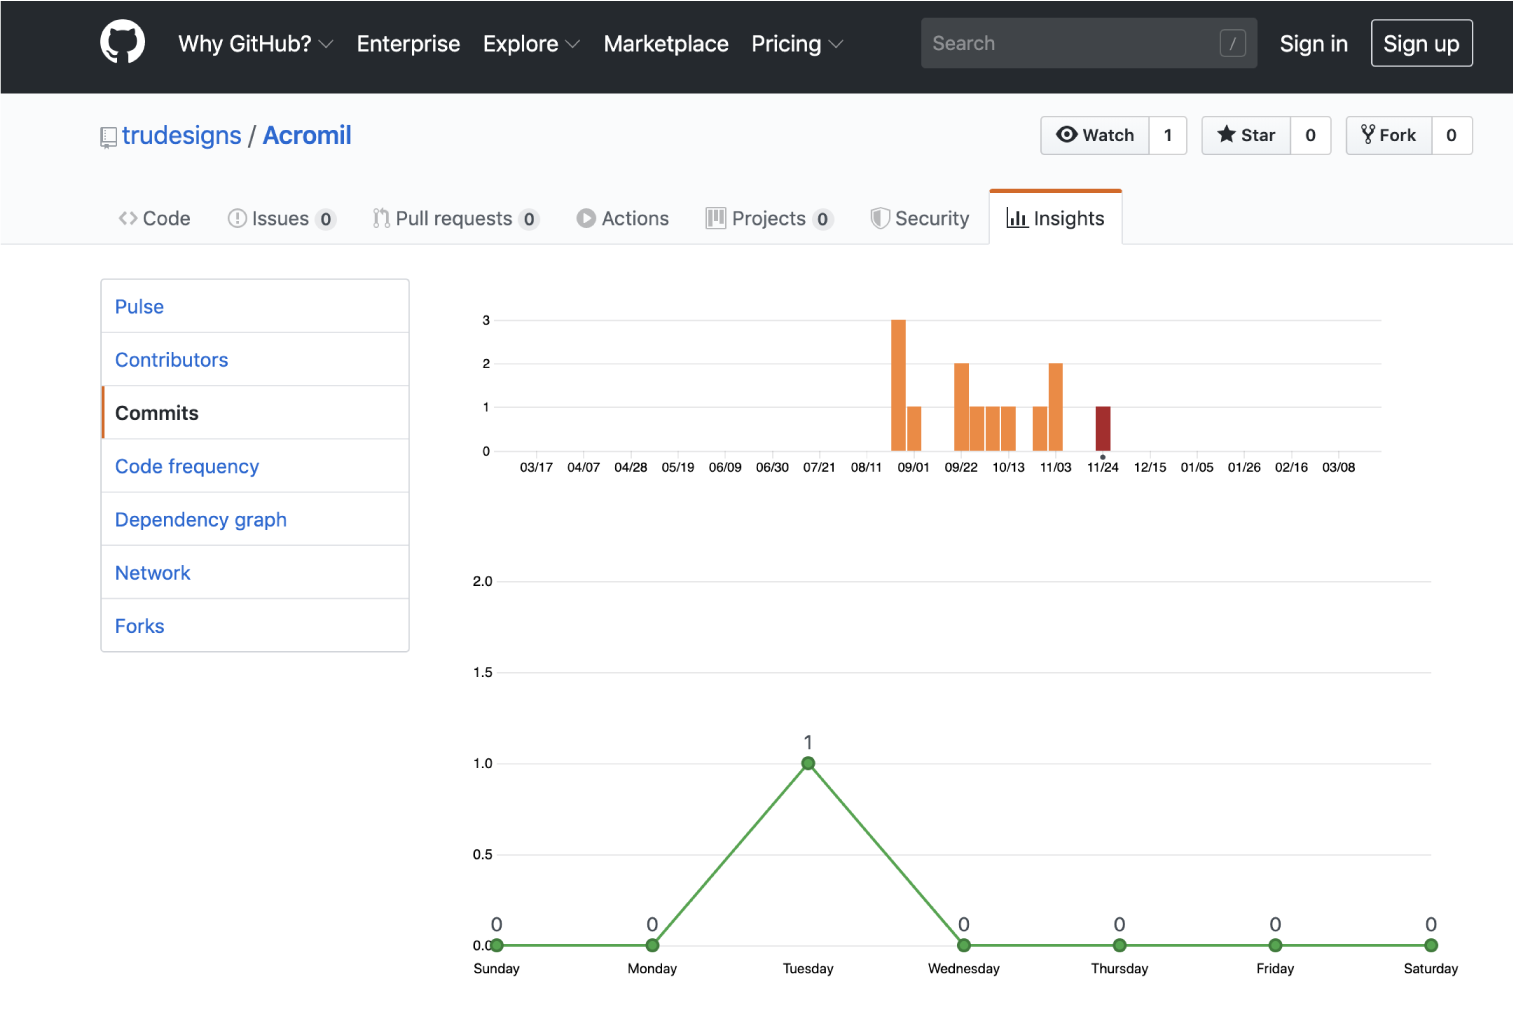 Why GitHub? Enterprise Explore Marketplace Pricing Search / Sign in Sign up
trudesigns / Acromil Watch 1 Star 0 Fork 0
Code Issues 0 Pull requests 0 Actions Projects 0 Security Insights
Pulse
Contributors
Commits
Code frequency
Dependency graph
Network
Forks
3
2
1
0
03/17 04/07 04/28 05/19 06/09 06/30 07/21 08/11 09/01 09/22 10/13 11/03 11/24 12/15 01/05 01/26 02/16 03/08
2.0
1.5
1
1.0
0.5
0 0 0 0 0 0
0.0
Sunday Monday Tuesday Wednesday Thursday Friday Saturday